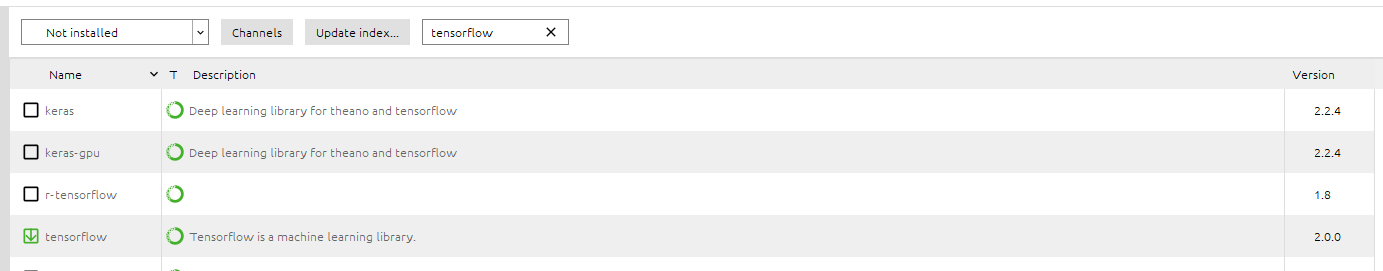 Not installed Channels Update index... tensorflow
Name T Description Version
keras Deep learning library for theano and tensorflow 2.2.4
keras-gpu Deep learning library for theano and tensorflow 2.2.4
r-tensorflow 1.8
tensorflow Tensorflow is a machine learning library. 2.0.0